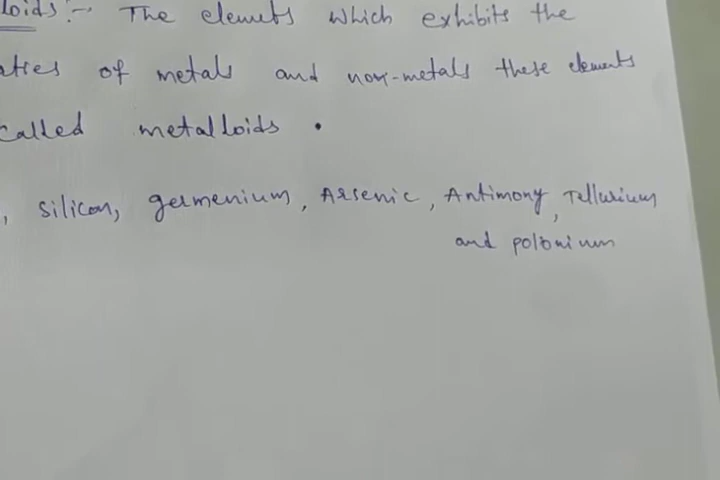 loids:- The elements which exhibits the
aties of metals and non-metals these elements
called metalloids.
, silicon, germenium, Arsenic, Antimony, Tellurium
and polonium